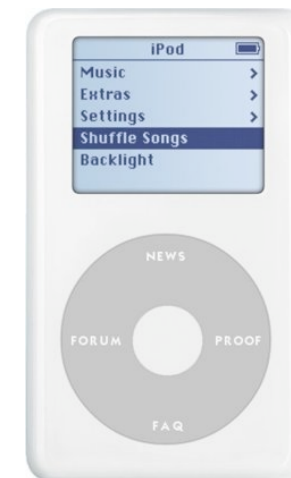 iPod
Music >
Extras >
Settings >
Shuffle Songs
Backlight
NEWS
FORUM PROOF
FAQ